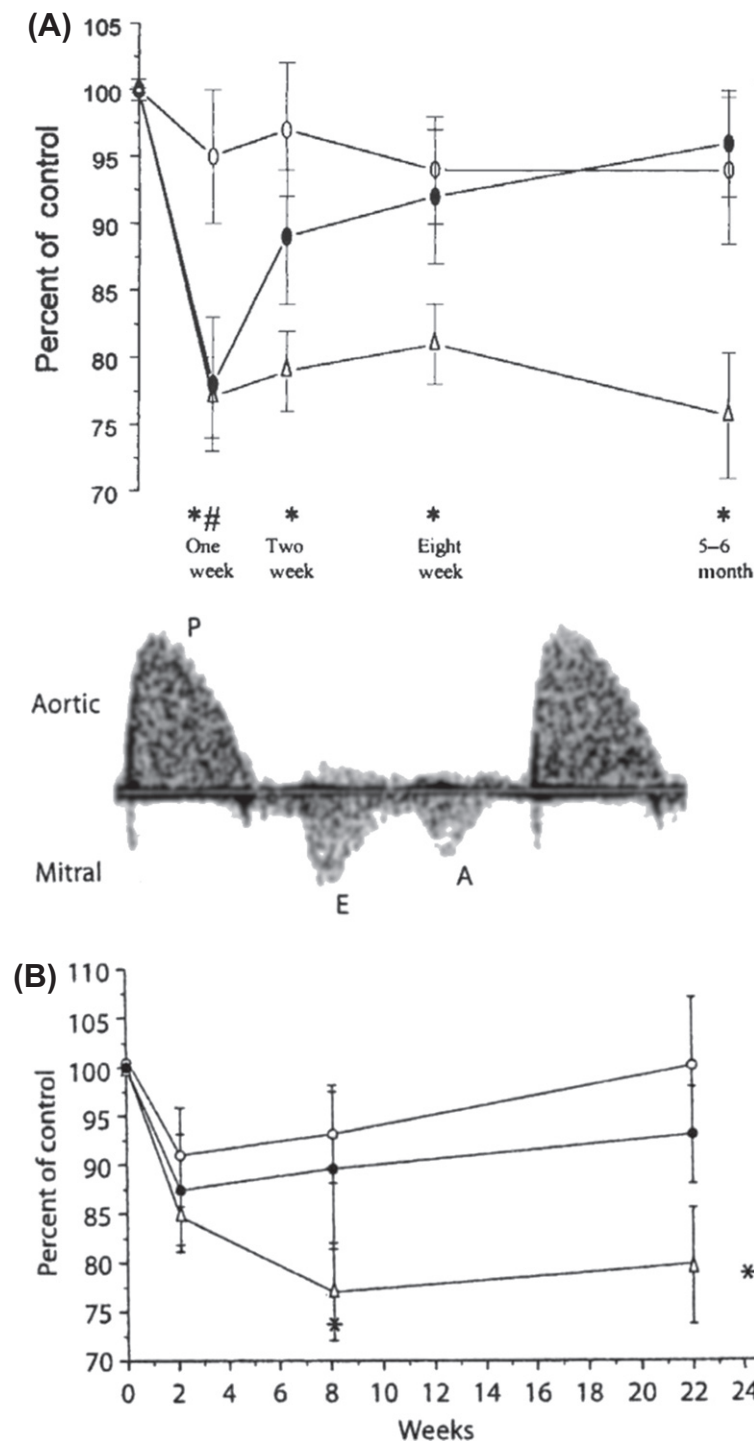 (A)
105
100
95
90
85
80
75
70
Percent of control
*# * * *
One Two Eight 5–6
week week week month
P
Aortic
Mitral
E
A
(B)
110
105
100
95
90
85
80
75
70
Percent of control
*
*
0 2 4 6 8 10 12 14 16 18 20 22 24
Weeks